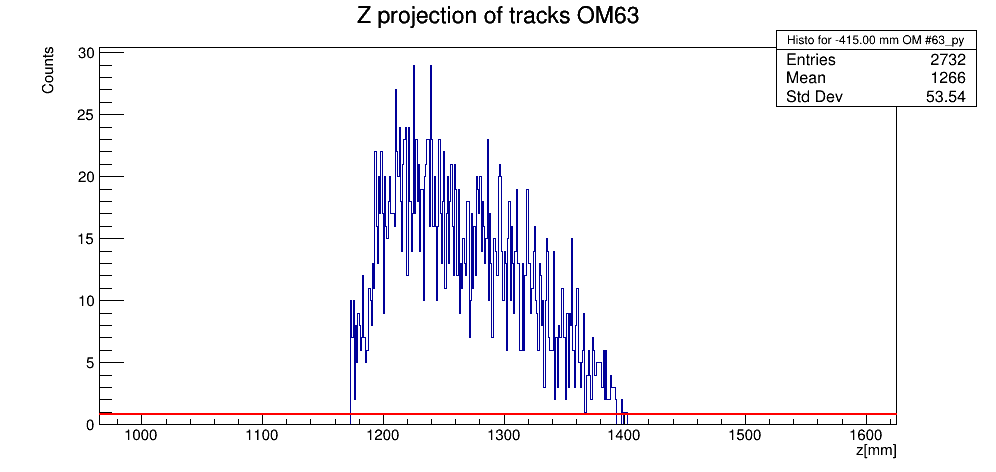 Z projection of tracks OM63
Histo for -415.00 mm OM #63_py
Entries 2732
Mean 1266
Std Dev 53.54
Counts
30
25
20
15
10
5
0
1000 1100 1200 1300 1400 1500 1600
z[mm]